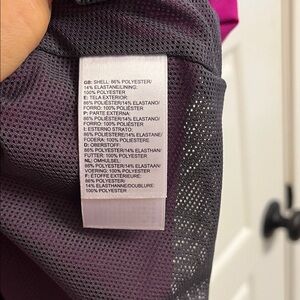 GB: SHELL: 86% POLYESTER/
14% ELASTANE/LINING:
100% POLYESTER
E: TELA EXTERIOR:
86% POLIÉSTER/14% ELASTANO/
FORRO: 100% POLIÉSTER
P: PARTE EXTERNA:
86% POLIÉSTER/14% ELASTANO/
FORRO: 100% POLIÉSTER
I: ESTERNO STRATO:
86% POLIESTERE/14% ELASTAN/
FODERA: 100% POLIESTERE
D: OBERSTOFF:
86% POLYESTER/14% ELASTHAN/
FUTTER: 100% POLYESTER
NL: OMHULSEL:
86% POLYESTER/14% ELASTAAN/
VOERING: 100% POLYESTER
F: ÉTOFFE EXTÉRIEURE:
86% POLYESTER/
14% ELASTHANNE/DOUBLURE:
100% POLYESTER